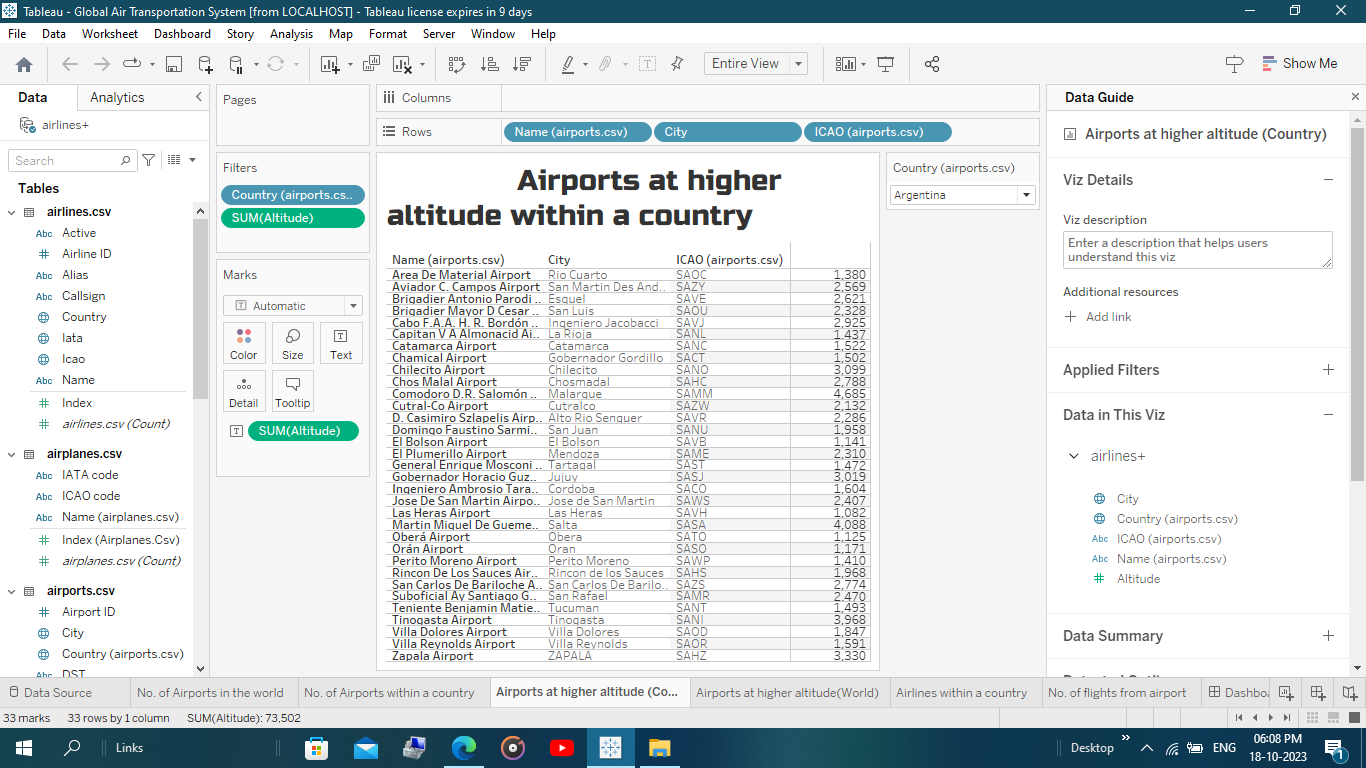 Tableau - Global Air Transportation System [from LOCALHOST] - Tableau license expires in 9 days
File Data Worksheet Dashboard Story Analysis Map Format Server Window Help
Entire View
Show Me
Data Analytics
airlines+
Search
Tables
airlines.csv
Abc Active
Airline ID
Abc Alias
Abc Callsign
Country
Iata
Icao
Abc Name
Index
airlines.csv (Count)
airplanes.csv
Abc IATA code
Abc ICAO code
Abc Name (airplanes.csv)
Index (Airplanes.Csv)
airplanes.csv (Count)
airports.csv
Airport ID
City
Country (airports.csv)
DST
Pages
Filters
Country (airports.cs..
SUM(Altitude)
Marks
Automatic
Color Size Text
Detail Tooltip
SUM(Altitude)
Columns
Rows Name (airports.csv) City ICAO (airports.csv)
Airports at higher
altitude within a country
Name (airports.csv) City ICAO (airports.csv)
Area De Material Airport Rio Cuarto SAOC 1,380
Aviador C. Campos Airport San Martin Des And.. SAZY 2,569
Brigadier Antonio Parodi .. Esquel SAVE 2,621
Brigadier Mayor D Cesar .. San Luis SAOU 2,328
Cabo F.A.A. H. R. Bordón .. Ingeniero Jacobacci SAVJ 2,925
Capitan V A Almonacid Ai.. La Rioja SANL 1,437
Catamarca Airport Catamarca SANC 1,522
Chamical Airport Gobernador Gordillo SACT 1,502
Chilecito Airport Chilecito SANO 3,099
Chos Malal Airport Chosmadal SAHC 2,788
Comodoro D.R. Salomón .. Malargue SAMM 4,685
Cutral-Co Airport Cutralco SAZW 2,132
D. Casimiro Szlapelis Airp.. Alto Rio Senguer SAVR 2,286
Domingo Faustino Sarmi.. San Juan SANU 1,958
El Bolson Airport El Bolson SAVB 1,141
El Plumerillo Airport Mendoza SAME 2,310
General Enrique Mosconi .. Tartagal SAST 1,472
Gobernador Horacio Guz.. Jujuy SASJ 3,019
Ingeniero Ambrosio Tara.. Cordoba SACO 1,604
Jose De San Martin Airpo.. Jose de San Martin SAWS 2,407
Las Heras Airport Las Heras SAVH 1,082
Martin Miguel De Gueme.. Salta SASA 4,088
Oberá Airport Obera SATO 1,125
Orán Airport Oran SASO 1,171
Perito Moreno Airport Perito Moreno SAWP 1,410
Rincon De Los Sauces Air.. Rincon de los Sauces SAHS 1,968
San Carlos De Bariloche A.. San Carlos De Barilo.. SAZS 2,774
Suboficial Ay Santiago G.. San Rafael SAMR 2,470
Teniente Benjamin Matie.. Tucuman SANT 1,493
Tinogasta Airport Tinogasta SANI 3,968
Villa Dolores Airport Villa Dolores SAOD 1,847
Villa Reynolds Airport Villa Reynolds SAOR 1,591
Zapala Airport ZAPALA SAHZ 3,330
Country (airports.csv)
Argentina
Data Guide
Airports at higher altitude (Country)
Viz Details
Viz description
Enter a description that helps users
understand this viz
Additional resources
Add link
Applied Filters
Data in This Viz
airlines+
City
Country (airports.csv)
Abc ICAO (airports.csv)
Abc Name (airports.csv)
Altitude
Data Summary
Data Source No. of Airports in the world No. of Airports within a country Airports at higher altitude (Co... Airports at higher altitude(World) Airlines within a country No. of flights from airport Dashboa
33 marks 33 rows by 1 column SUM(Altitude): 73,502
Links
Desktop
ENG
06:08 PM
18-10-2023
1